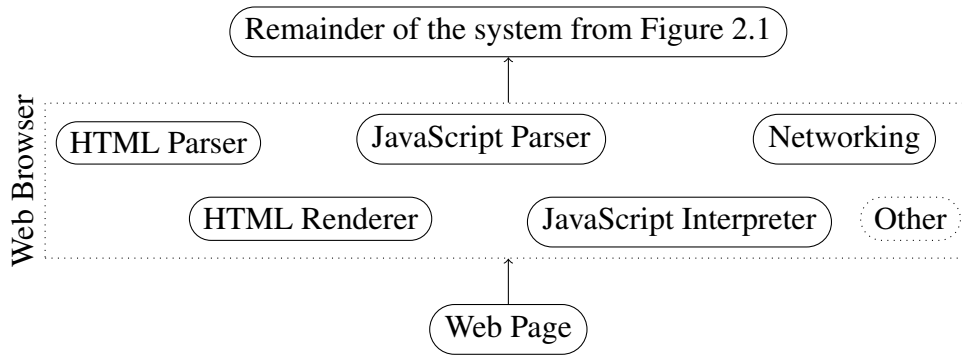 Remainder of the system from Figure 2.1
Web Browser
HTML Parser
JavaScript Parser
Networking
HTML Renderer
JavaScript Interpreter
Other
Web Page